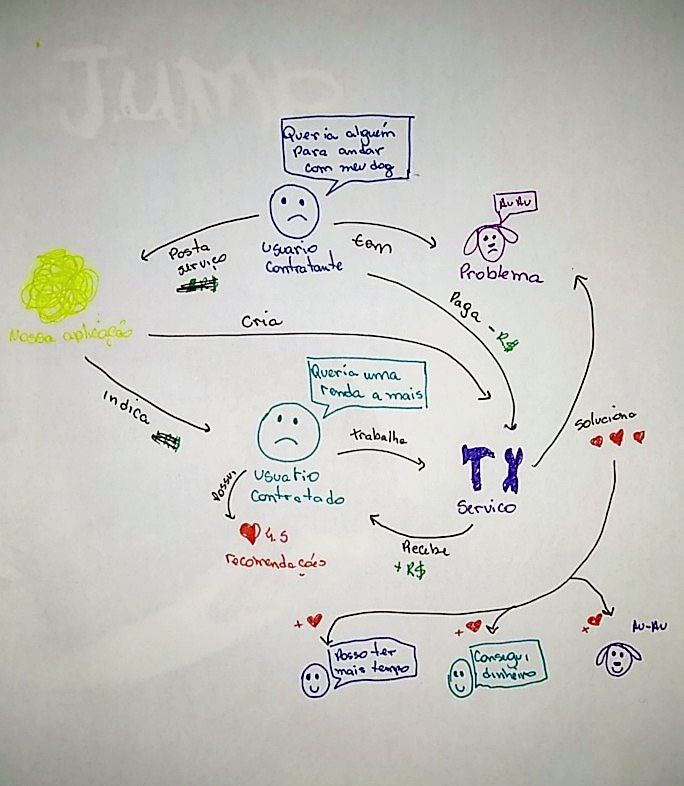 Jump
Queria alguém
para andar
com meu dog
Au Au
Usuario
Contratante
tem
Problema
Posta
serviço
R$
Nossa aplicação
Paga - R$
Cria
Queria uma
renda a mais
Indica
trabalha
soluciona
Usuario
Contratado
Possui
Servico
4.5
recomendações
Recebe
+ R$
+
+
+
Au-Au
Posso ter
mais tempo
Consegui
dinheiro